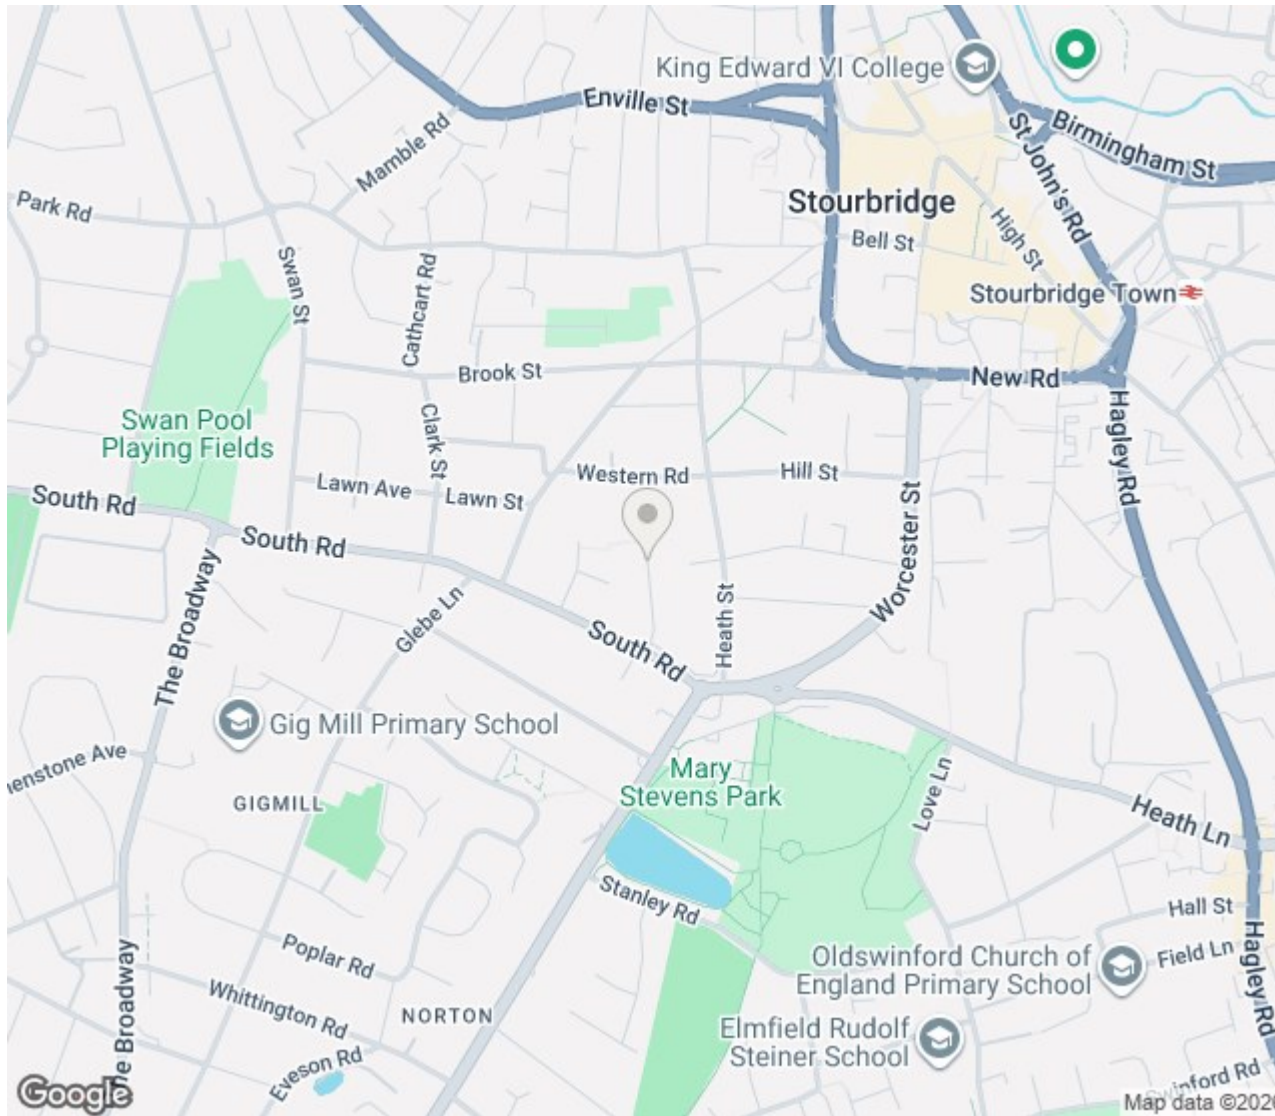 King Edward VI College
Enville St
Birmingham St
St John's Rd
Mamble Rd
Park Rd
Stourbridge
Bell St
High St
Swan St
Cathcart Rd
Stourbridge Town
Brook St
New Rd
Swan Pool
Playing Fields
Clark St
Hagley Rd
Western Rd
Hill St
Lawn Ave
Lawn St
South Rd
South Rd
Worcester St
The Broadway
Glebe Ln
Heath St
South Rd
Gig Mill Primary School
enstone Ave
Mary
Stevens Park
GIGMILL
Love Ln
Heath Ln
Stanley Rd
Hall St
Poplar Rd
Oldswinford Church of
England Primary School
Field Ln
Hagley Rd
The Broadway
Whittington Rd
NORTON
Elmfield Rudolf
Steiner School
Eveson Rd
Swinford Rd
Google
Map data ©2026